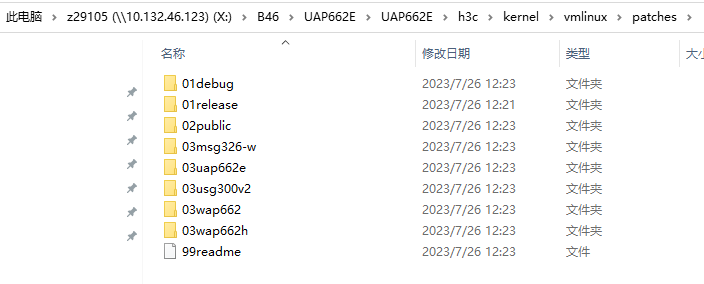 此电脑 > z29105 (\\10.132.46.123) (X:) > B46 > UAP662E > UAP662E > h3c > kernel > vmlinux > patches >
名称 修改日期 类型 大小
01debug 2023/7/26 12:23 文件夹
01release 2023/7/26 12:21 文件夹
02public 2023/7/26 12:23 文件夹
03msg326-w 2023/7/26 12:23 文件夹
03uap662e 2023/7/26 12:23 文件夹
03usg300v2 2023/7/26 12:23 文件夹
03wap662 2023/7/26 12:23 文件夹
03wap662h 2023/7/26 12:23 文件夹
99readme 2023/7/26 12:23 文件